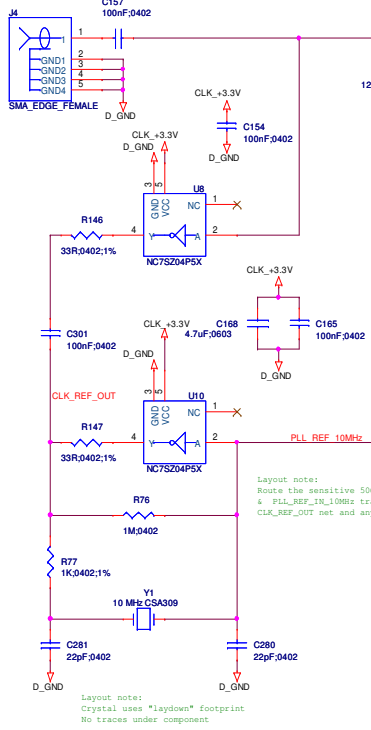 C157
100nF;0402
J4
1
2
3
4
5
GND1
GND2
GND3
GND4
SMA_EDGE_FEMALE
D_GND
12
CLK_+3.3V
C154
100nF;0402
D_GND
CLK_+3.3V
D_GND
3
5
U8
GND
VCC
NC
1
R146
4
Y
A
2
33R;0402;1%
NC7SZ04P5X
CLK_+3.3V
C301
100nF;0402
C168
4.7uF;0603
C165
100nF;0402
D_GND
CLK_+3.3V
D_GND
3
5
U10
CLK_REF_OUT
GND
VCC
NC
1
R147
4
Y
A
2
PLL_REF_10MHz
33R;0402;1%
NC7SZ04P5X
Layout note:
Route the sensitive
& PLL_REF_IN_10MHz
CLK_REF_OUT net and
R76
1M;0402
R77
1K;0402;1%
Y1
10 MHz CSA309
C281
22pF;0402
C280
22pF;0402
D_GND
D_GND
Layout note:
Crystal uses "laydown" footprint
No traces under component